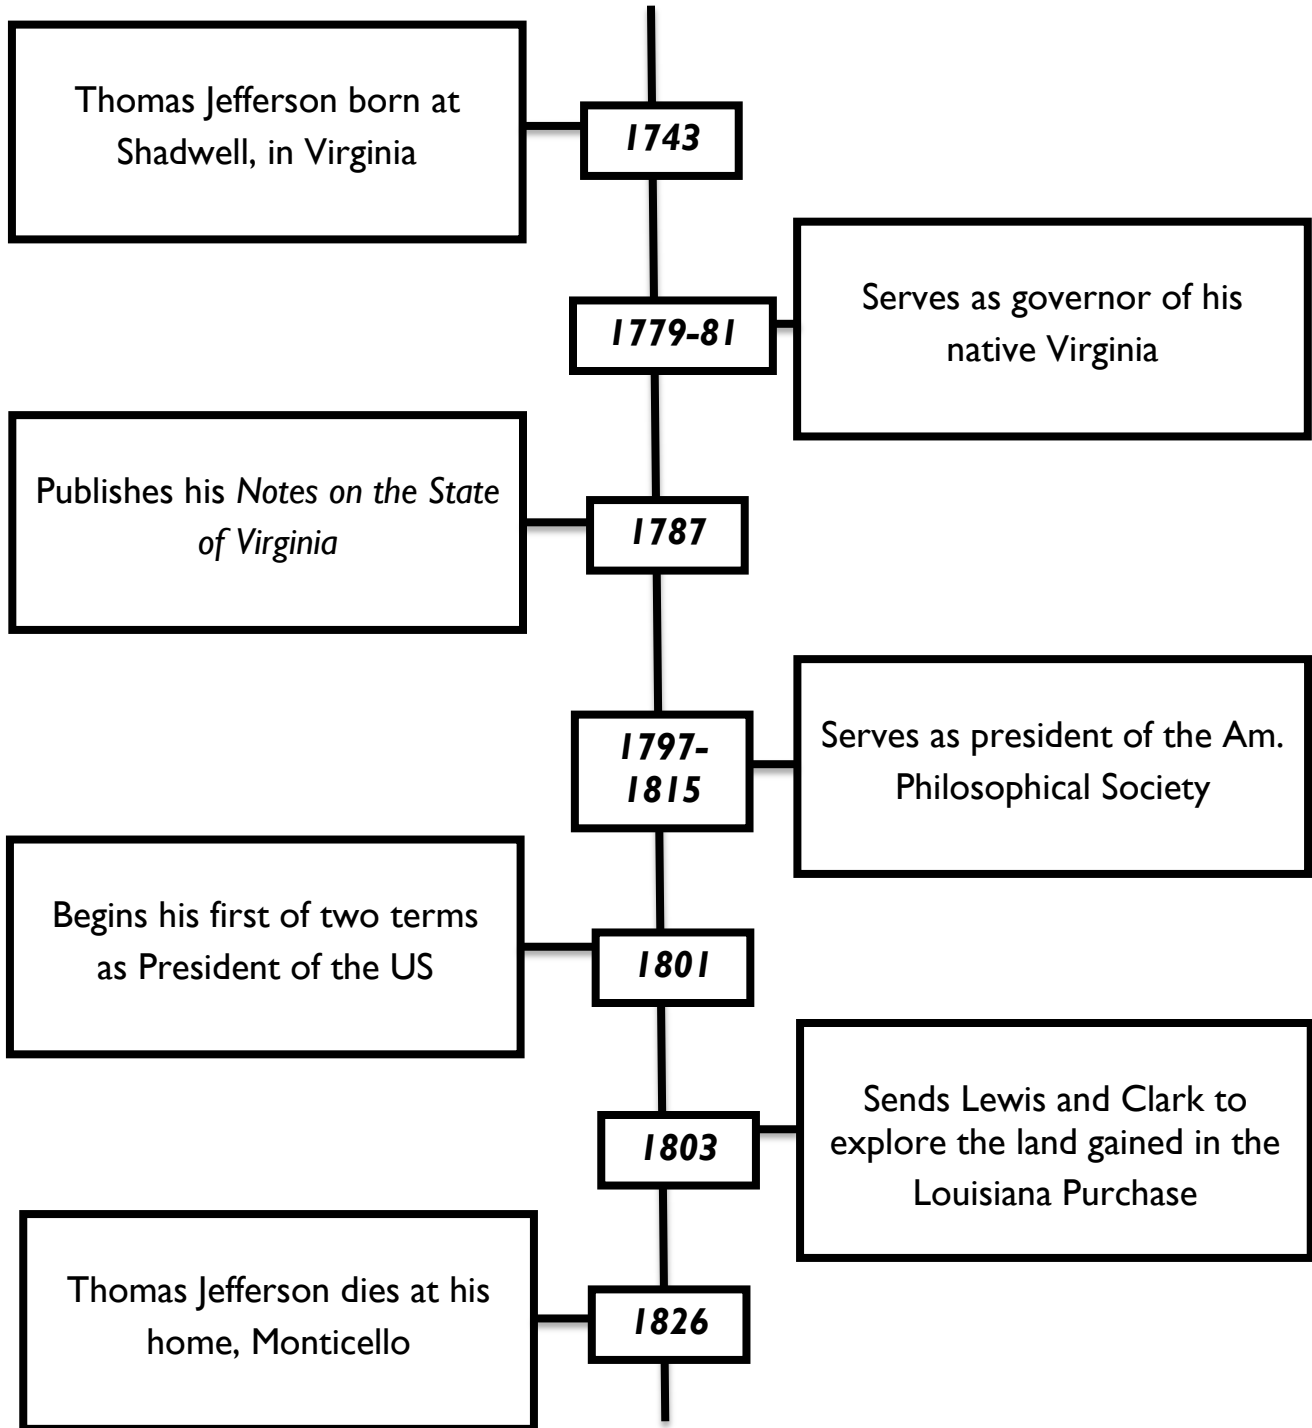 Thomas Jefferson born at
Shadwell, in Virginia
1743
Serves as governor of his
native Virginia
1779-81
Publishes his Notes on the State
of Virginia
1787
Serves as president of the Am.
Philosophical Society
1797-
1815
Begins his first of two terms
as President of the US
1801
Sends Lewis and Clark to
explore the land gained in the
Louisiana Purchase
1803
Thomas Jefferson dies at his
home, Monticello
1826